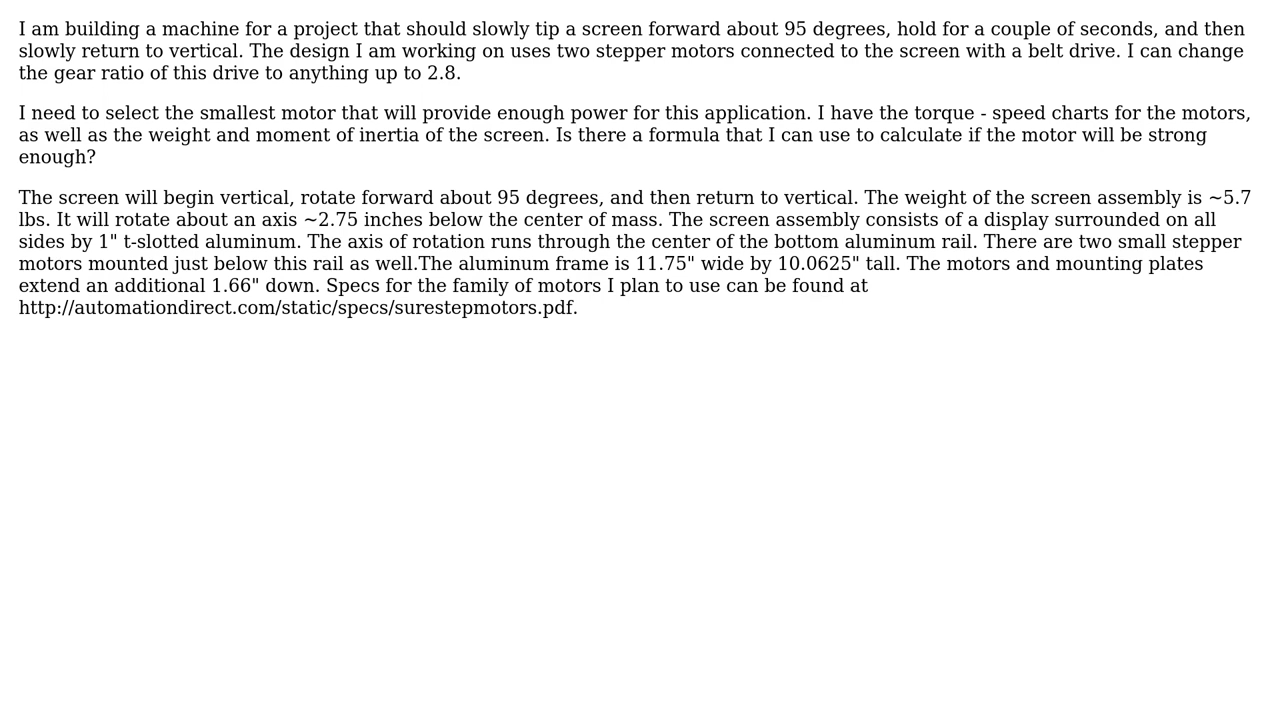 I am building a machine for a project that should slowly tip a screen forward about 95 degrees, hold for a couple of seconds, and then
slowly return to vertical. The design I am working on uses two stepper motors connected to the screen with a belt drive. I can change
the gear ratio of this drive to anything up to 2.8.
I need to select the smallest motor that will provide enough power for this application. I have the torque - speed charts for the motors,
as well as the weight and moment of inertia of the screen. Is there a formula that I can use to calculate if the motor will be strong
enough?
The screen will begin vertical, rotate forward about 95 degrees, and then return to vertical. The weight of the screen assembly is ~5.7
lbs. It will rotate about an axis ~2.75 inches below the center of mass. The screen assembly consists of a display surrounded on all
sides by 1" t-slotted aluminum. The axis of rotation runs through the center of the bottom aluminum rail. There are two small stepper
motors mounted just below this rail as well.The aluminum frame is 11.75" wide by 10.0625" tall. The motors and mounting plates
extend an additional 1.66" down. Specs for the family of motors I plan to use can be found at
http://automationdirect.com/static/specs/surestepmotors.pdf.